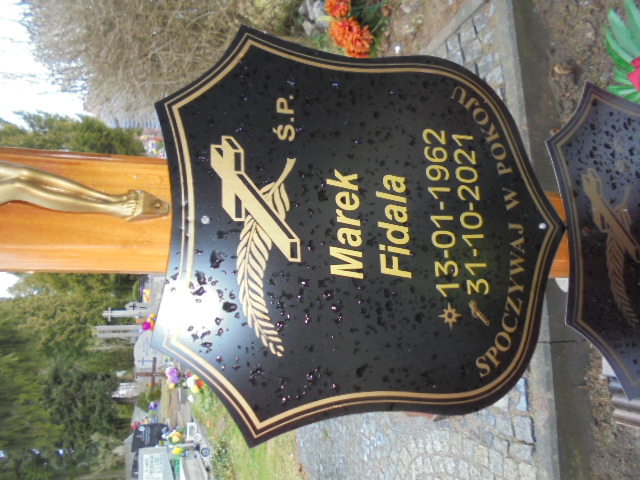 Ś.P.
Marek
Fidala
13-01-1962
31-10-2021
SPOCZYWAJ W POKOJU